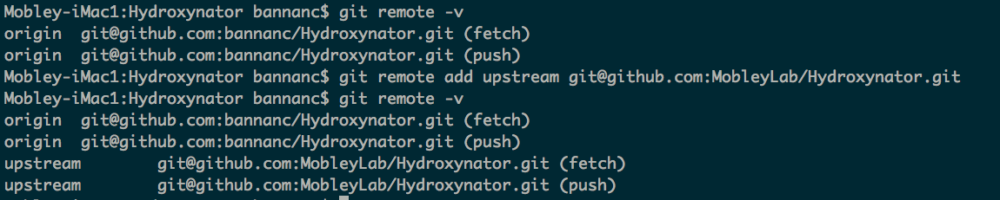 Mobley-iMac1:Hydroxynator bannanc$ git remote -v
origin  git@github.com:bannanc/Hydroxynator.git (fetch)
origin  git@github.com:bannanc/Hydroxynator.git (push)
Mobley-iMac1:Hydroxynator bannanc$ git remote add upstream git@github.com:MobleyLab/Hydroxynator.git
Mobley-iMac1:Hydroxynator bannanc$ git remote -v
origin  git@github.com:bannanc/Hydroxynator.git (fetch)
origin  git@github.com:bannanc/Hydroxynator.git (push)
upstream        git@github.com:MobleyLab/Hydroxynator.git (fetch)
upstream        git@github.com:MobleyLab/Hydroxynator.git (push)